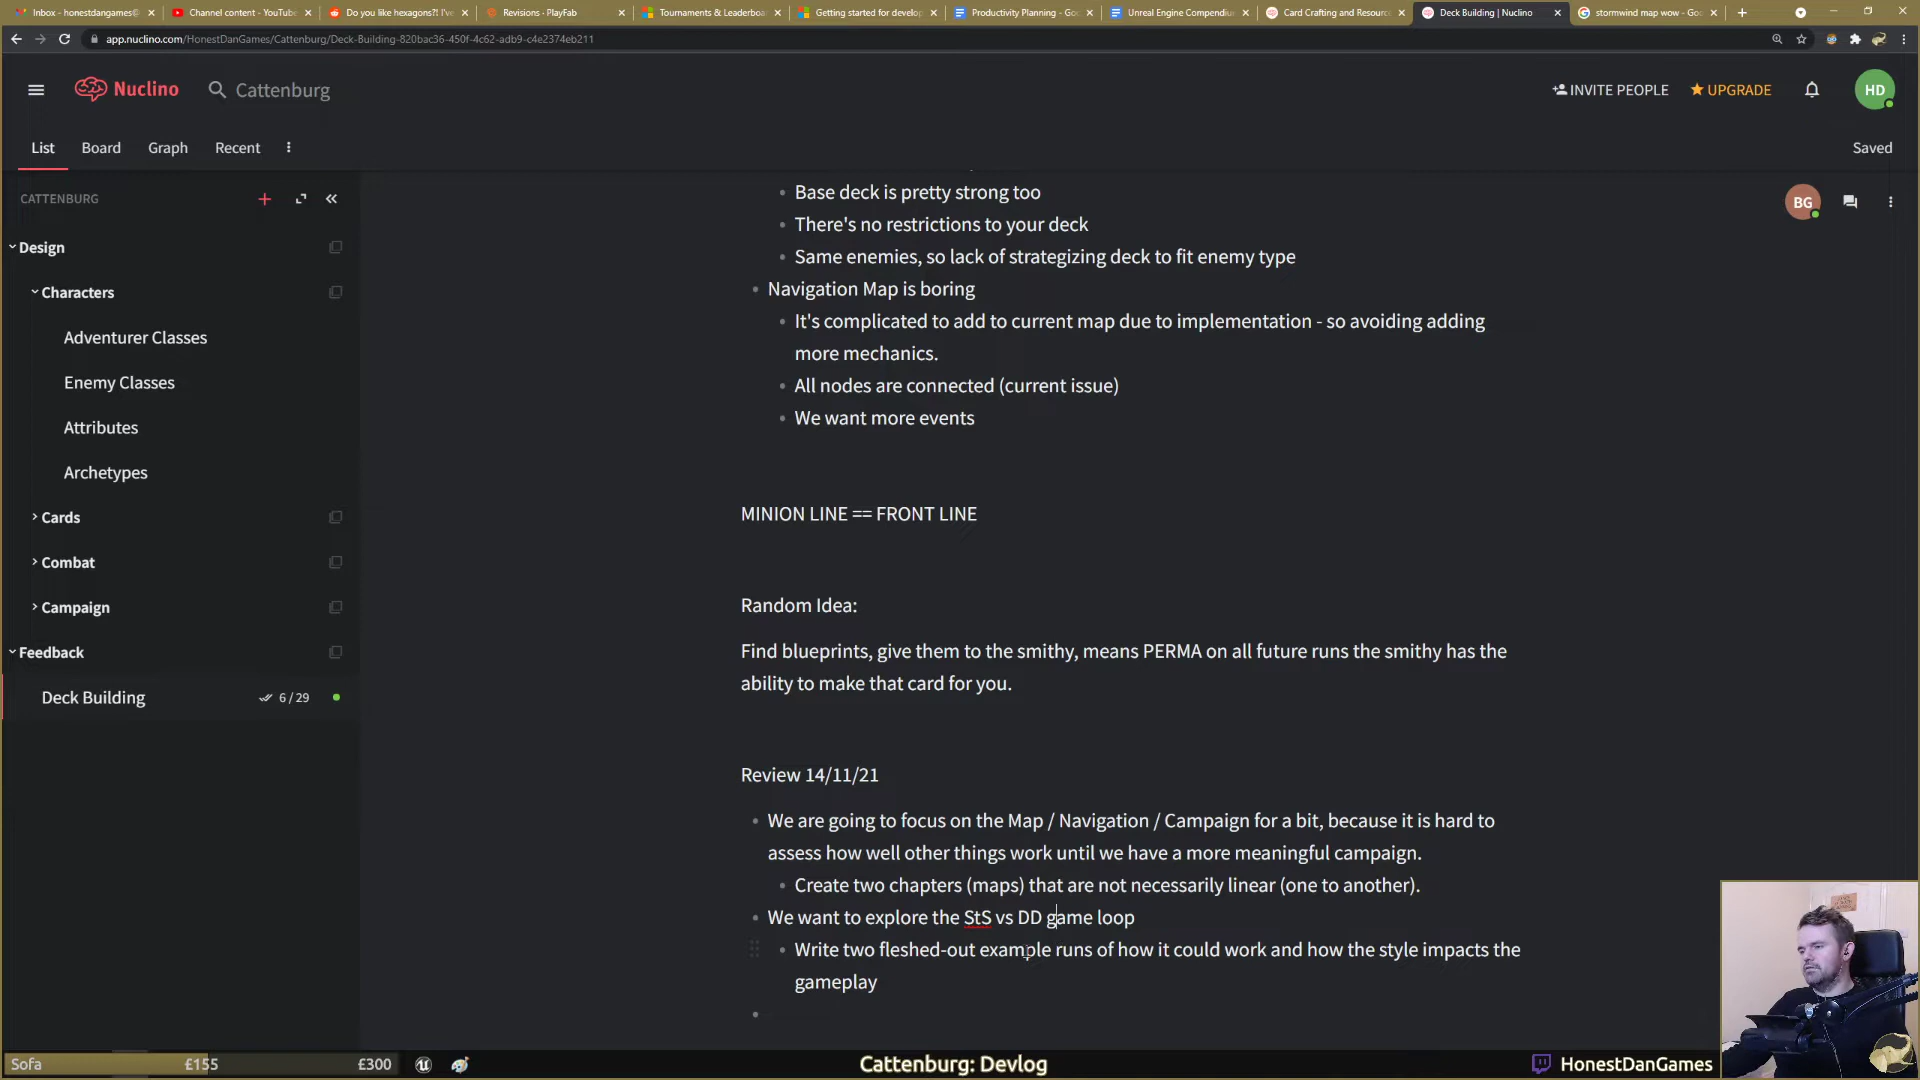 Inbox - honestdangames@
Channel content - YouTube
Do you like hexagons?! I've
Revisions - PlayFab
Tournaments & Leaderboa
Getting started for develop
Productivity Planning - Goo
Unreal Engine Compendiu
Card Crafting and Resourc
Deck Building | Nuclino
stormwind map wow - Goo
app.nuclino.com/HonestDanGames/Cattenburg/Deck-Building-820bac36-450f-4c62-adb9-c4e2374eb211
Nuclino
Cattenburg
INVITE PEOPLE
UPGRADE
HD
List
Board
Graph
Recent
Saved
CATTENBURG
Design
Characters
Adventurer Classes
Enemy Classes
Attributes
Archetypes
Cards
Combat
Campaign
Feedback
Deck Building
6 / 29
BG
Base deck is pretty strong too
There's no restrictions to your deck
Same enemies, so lack of strategizing deck to fit enemy type
Navigation Map is boring
It's complicated to add to current map due to implementation - so avoiding adding
more mechanics.
All nodes are connected (current issue)
We want more events
MINION LINE == FRONT LINE
Random Idea:
Find blueprints, give them to the smithy, means PERMA on all future runs the smithy has the
ability to make that card for you.
Review 14/11/21
We are going to focus on the Map / Navigation / Campaign for a bit, because it is hard to
assess how well other things work until we have a more meaningful campaign.
Create two chapters (maps) that are not necessarily linear (one to another).
We want to explore the StS vs DD game loop
Write two fleshed-out example runs of how it could work and how the style impacts the
gameplay
Sofa
£155
£300
Cattenburg: Devlog
HonestDanGames